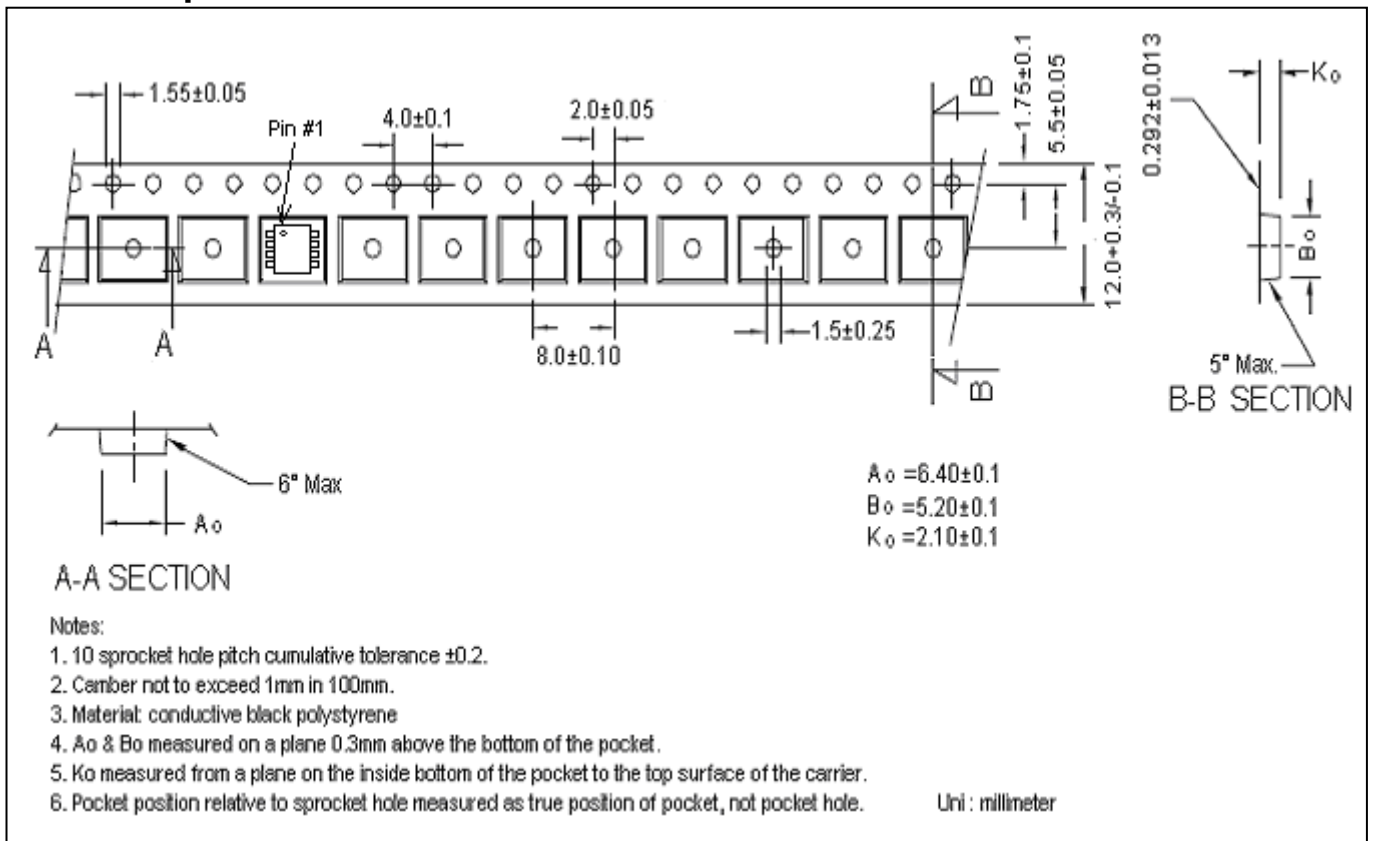 1.55±0.05
Pin #1
4.0±0.1
2.0±0.05
B
1.75±0.1
5.5±0.05
12.0+0.3/-0.1
0.292±0.013
Ko
Bo
5° Max.
B-B SECTION
A
A
8.0±0.10
1.5±0.25
B
6° Max
Ao
A-A SECTION
Ao =6.40±0.1
Bo =5.20±0.1
Ko =2.10±0.1
Notes:
1. 10 sprocket hole pitch cumulative tolerance ±0.2.
2. Camber not to exceed 1mm in 100mm.
3. Material: conductive black polystyrene
4. Ao & Bo measured on a plane 0.3mm above the bottom of the pocket.
5. Ko measured from a plane on the inside bottom of the pocket to the top surface of the carrier.
6. Pocket position relative to sprocket hole measured as true position of pocket, not pocket hole.
Uni : millimeter